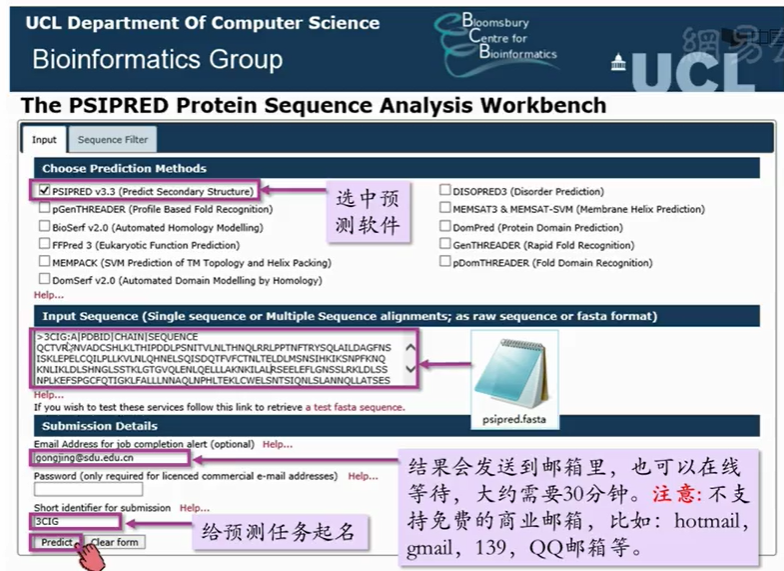 UCL Department Of Computer Science
Bioinformatics Group
Bloomsbury
Centre for
Bioinformatics
UCL
網易公
The PSIPRED Protein Sequence Analysis Workbench
Input
Sequence Filter
Choose Prediction Methods
PSIPRED v3.3 (Predict Secondary Structure)
pGenTHREADER (Profile Based Fold Recognition)
BioSerf v2.0 (Automated Homology Modelling)
FFPred 3 (Eukaryotic Function Prediction)
MEMPACK (SVM Prediction of TM Topology and Helix Packing)
DomSerf v2.0 (Automated Domain Modelling by Homology)
Help...
选中预
测软件
DISOPRED3 (Disorder Prediction)
MEMSAT3 & MEMSAT-SVM (Membrane Helix Prediction)
DomPred (Protein Domain Prediction)
GenTHREADER (Rapid Fold Recognition)
pDomTHREADER (Fold Domain Recognition)
Input Sequence (Single sequence or Multiple Sequence alignments; as raw sequence or fasta format)
>3CIG:A|PDBID|CHAIN|SEQUENCE
QCTVRYNVADCSHLKLTHIPDDLPSNITVLNLTHNQLRRLPPTNFTRYSQLAILDAGFNS
ISKLEPELCQILPLLKVLNLQHNELSQISDQTFVFCTNLTELDLMSNSIHKIKSNPFKNQ
KNLIKLDLSHNGLSSTKLGTGVQLENLQELLLAKNKILALRSEELEFLGNSSLRKLDLSS
NPLKEFSPGCFQTIGKLFALLLNNAQLNPHLTEKLCWELSNTSIQNLSLANNQLLATSES
psipred.fasta
Help...
If you wish to test these services follow this link to retrieve a test fasta sequence.
Submission Details
Email Address for job completion alert (optional) Help...
gongjing@sdu.edu.cn
Password (only required for licenced commercial e-mail addresses) Help...
Short identifier for submission Help...
3CIG
Predict
Clear form
给预测任务起名
结果会发送到邮箱里，也可以在线
等待，大约需要30分钟。注意: 不支
持免费的商业邮箱，比如：hotmail，
gmail，139，QQ邮箱等。